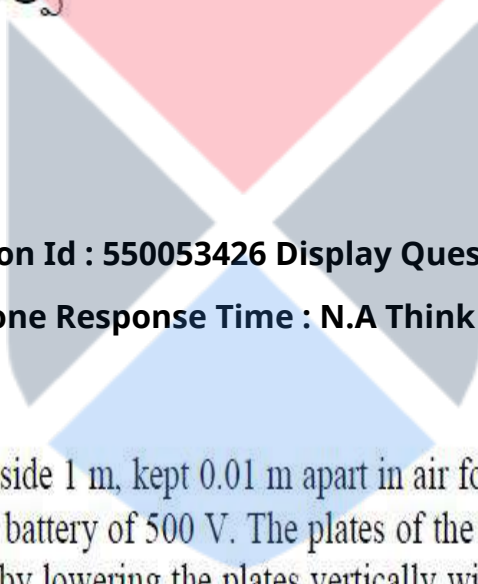 on Id : 550053426 Display Ques
one Response Time : N.A Think
side 1 m, kept 0.01 m apart in air fo
battery of 500 V. The plates of the
by lowering the plates vertically wi